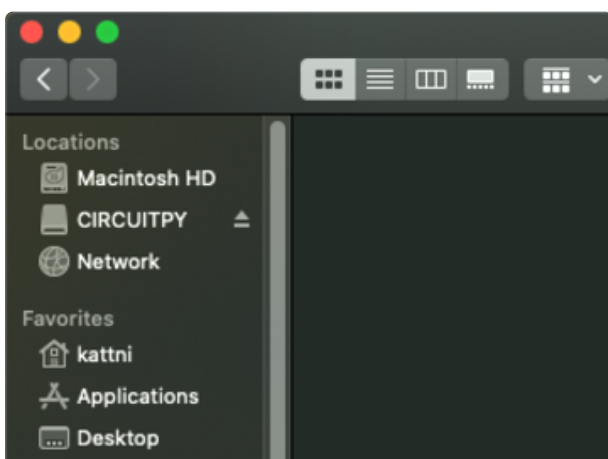 Locations
Macintosh HD
CIRCUITPY
Network
Favorites
kattni
Applications
Desktop